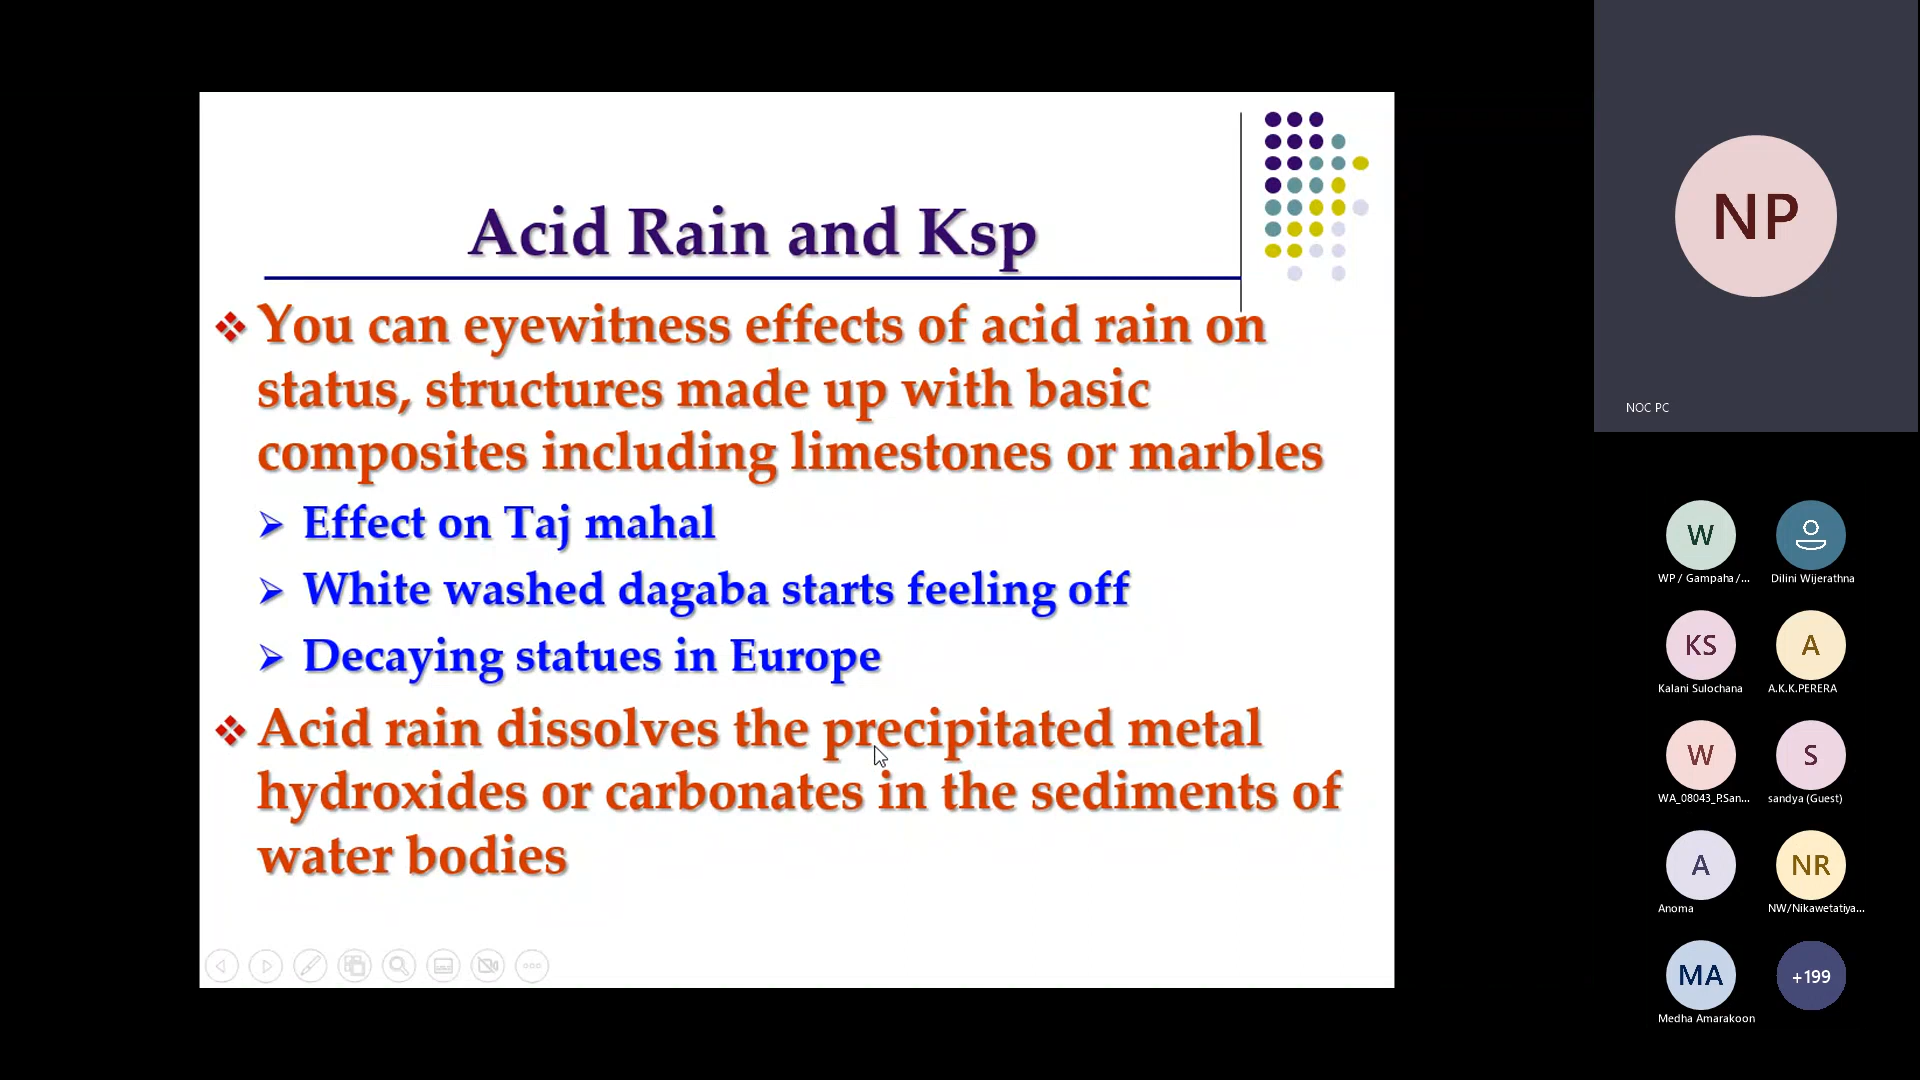 Acid Rain and Ksp
You can eyewitness effects of acid rain on
status, structures made up with basic
composites including limestones or marbles
Effect on Taj mahal
White washed dagaba starts feeling off
Decaying statues in Europe
Acid rain dissolves the precipitated metal
hydroxides or carbonates in the sediments of
water bodies
NP
NOC PC
W
WP / Gampaha /...
Dilini Wijerathna
KS
A
Kalani Sulochana
A.K.K.PERERA
W
S
WA_08043_P.San...
sandya (Guest)
A
NR
Anoma
NW/Nikawetatiya...
MA
+199
Medha Amarakoon